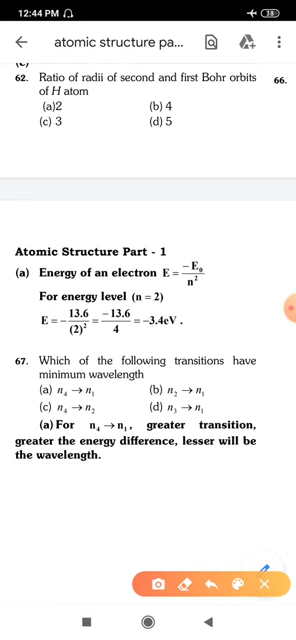 12:44 PM
38
atomic structure pa...
62. Ratio of radii of second and first Bohr orbits
of H atom
(a)2 (b) 4
(c) 3 (d) 5
66.
Atomic Structure Part - 1
(a) Energy of an electron E = −E₀/n²
For energy level (n = 2)
E = − 13.6/(2)² = −13.6/4 = −3.4eV .
67. Which of the following transitions have
minimum wavelength
(a) n₄ → n₁ (b) n₂ → n₁
(c) n₄ → n₂ (d) n₃ → n₁
(a) For n₄ → n₁, greater transition,
greater the energy difference, lesser will be
the wavelength.